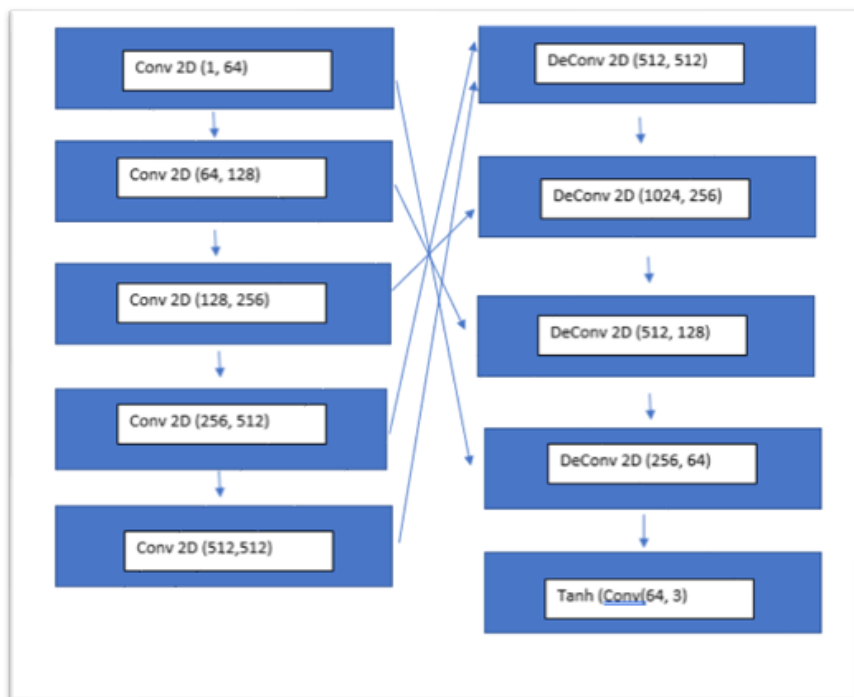 Conv 2D (1, 64)
Conv 2D (64, 128)
Conv 2D (128, 256)
Conv 2D (256, 512)
Conv 2D (512,512)
DeConv 2D (512, 512)
DeConv 2D (1024, 256)
DeConv 2D (512, 128)
DeConv 2D (256, 64)
Tanh (Conv(64, 3)